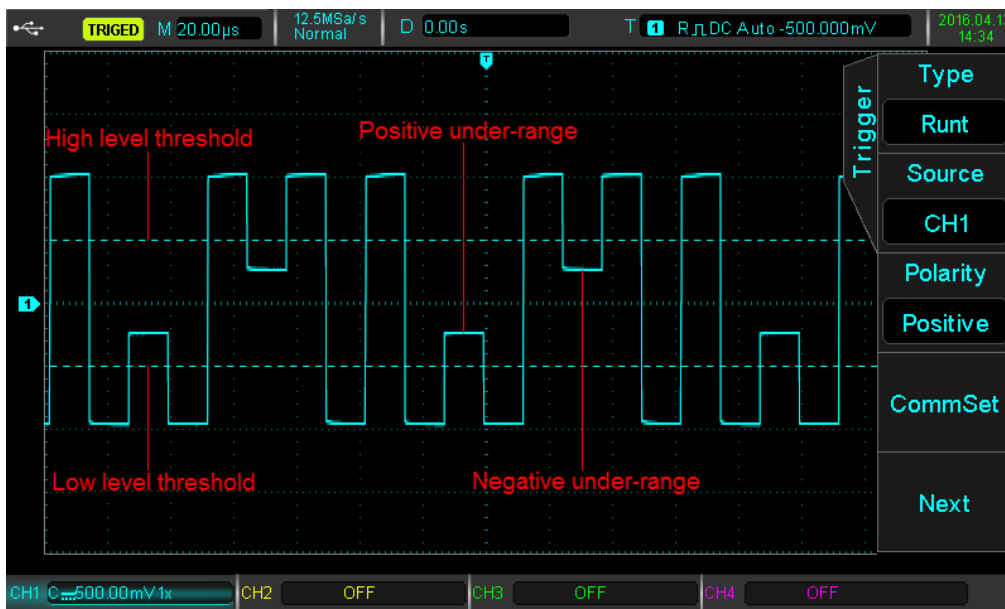 TRIGED M 20.00µs 12.5MSa/s Normal D 0.00s T 1 R DC Auto -500.000mV 2016.04.13 14:34
T
High level threshold
Positive under-range
Low level threshold
Negative under-range
1
Trigger
Type
Runt
Source
CH1
Polarity
Positive
CommSet
Next
CH1 C 500.00mV 1x CH2 OFF CH3 OFF CH4 OFF